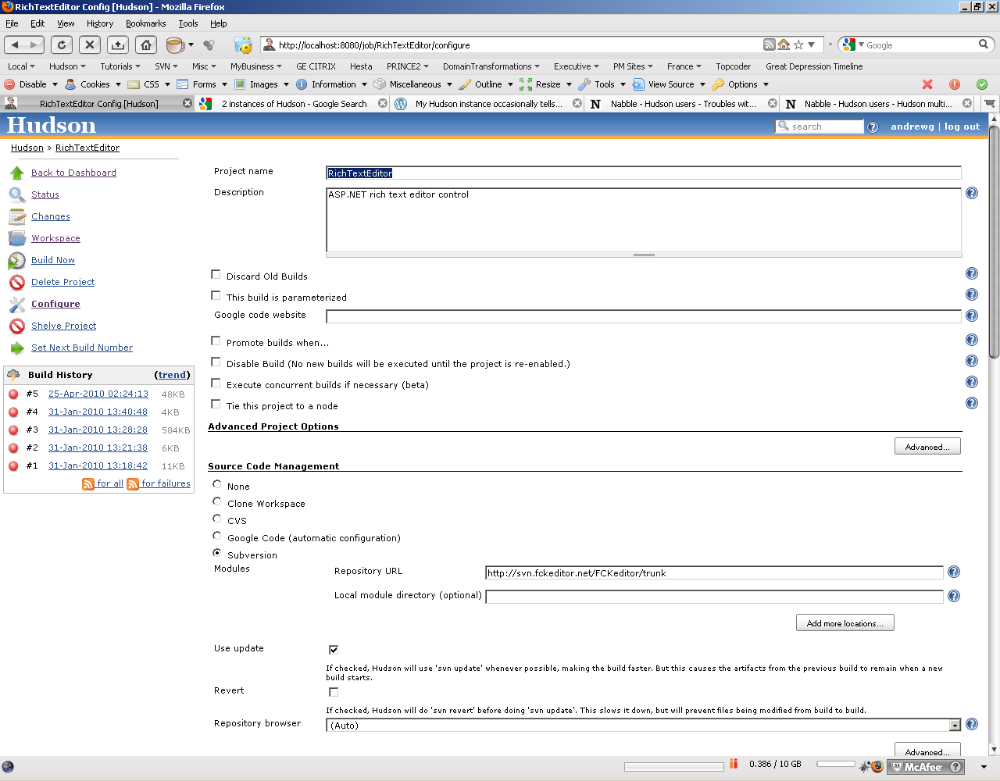 RichTextEditor Config [Hudson] - Mozilla Firefox
File Edit View History Bookmarks Tools Help
http://localhost:8080/job/RichTextEditor/configure Google
Local Hudson Tutorials SVN Misc MyBusiness GE CITRIX Hesta PRINCE2 DomainTransformations Executive PM Sites France Topcoder Great Depression Timeline
Disable Cookies CSS Forms Images Information Miscellaneous Outline Resize Tools View Source Options
RichTextEditor Config [Hudson] 2 instances of Hudson - Google Search My Hudson instance occasionally tells... Nabble - Hudson users - Troubles wit... Nabble - Hudson users - Hudson multi...
Hudson search andrewg | log out
Hudson » RichTextEditor
Back to Dashboard
Status
Changes
Workspace
Build Now
Delete Project
Configure
Shelve Project
Set Next Build Number
Build History (trend)
#5 25-Apr-2010 02:24:13 48KB
#4 31-Jan-2010 13:40:48 4KB
#3 31-Jan-2010 13:28:28 584KB
#2 31-Jan-2010 13:21:38 6KB
#1 31-Jan-2010 13:18:42 11KB
for all for failures
Project name RichTextEditor
Description ASP.NET rich text editor control
Discard Old Builds
This build is parameterized
Google code website
Promote builds when...
Disable Build (No new builds will be executed until the project is re-enabled.)
Execute concurrent builds if necessary (beta)
Tie this project to a node
Advanced Project Options
Advanced...
Source Code Management
None
Clone Workspace
CVS
Google Code (automatic configuration)
Subversion
Modules Repository URL http://svn.fckeditor.net/FCKeditor/trunk
Local module directory (optional)
Add more locations...
Use update
If checked, Hudson will use 'svn update' whenever possible, making the build faster. But this causes the artifacts from the previous build to remain when a new
build starts.
Revert
If checked, Hudson will do 'svn revert' before doing 'svn update'. This slows it down, but will prevent files being modified from build to build.
Repository browser (Auto)
Advanced...
0.386 / 10 GB McAfee